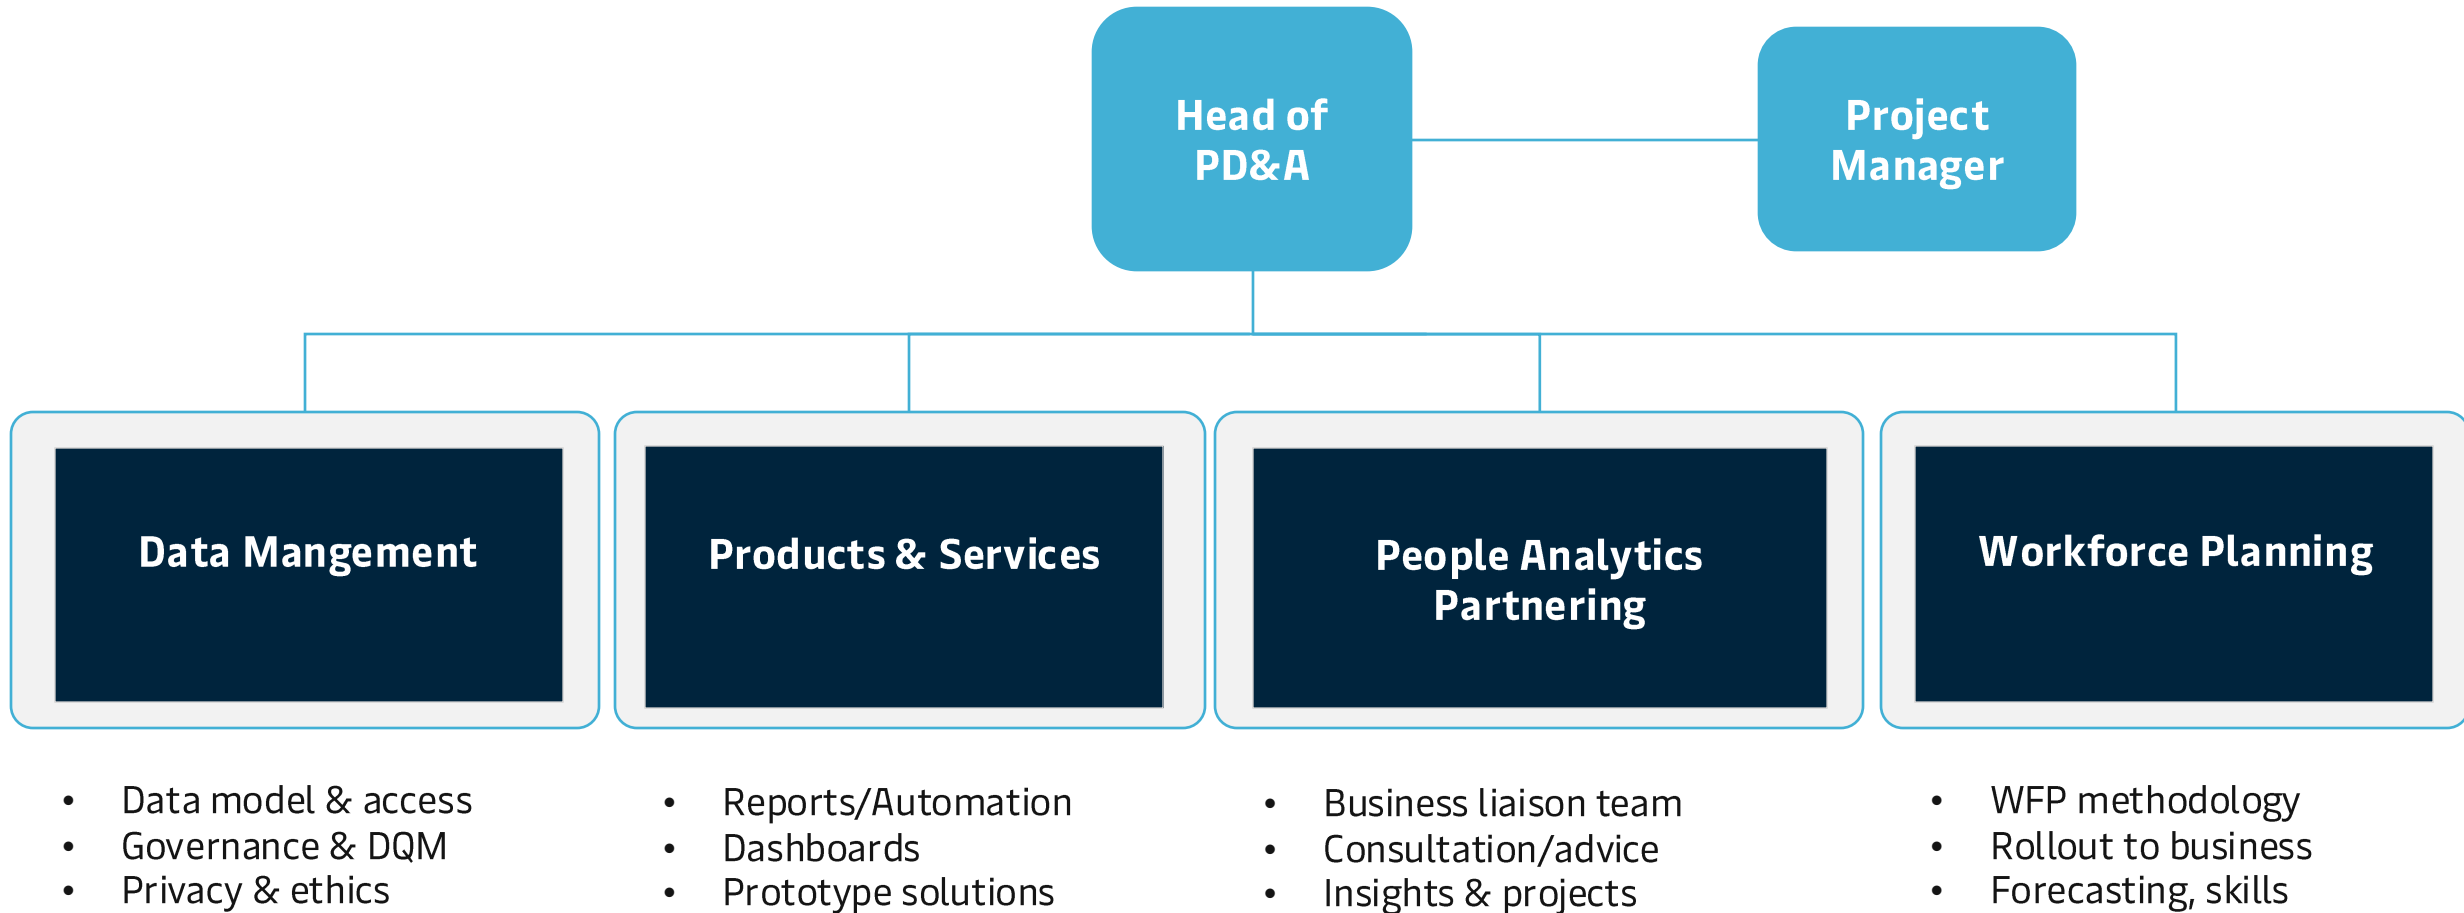 Head of
PD&A
Project
Manager
Data Mangement
Products & Services
People Analytics
Partnering
Workforce Planning
• Data model & access
• Governance & DQM
• Privacy & ethics
• Reports/Automation
• Dashboards
• Prototype solutions
• Business liaison team
• Consultation/advice
• Insights & projects
• WFP methodology
• Rollout to business
• Forecasting, skills